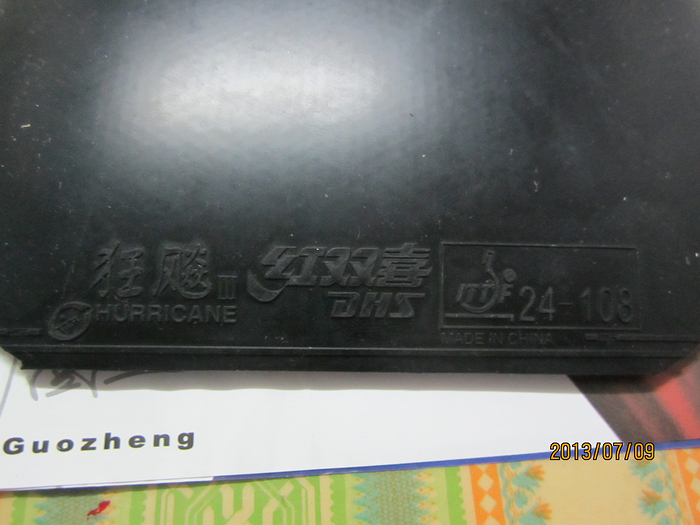 狂飚 III
HURRICANE
红双喜
DHS
ITTF
24-108
MADE IN CHINA
Guozheng
2013/07/09